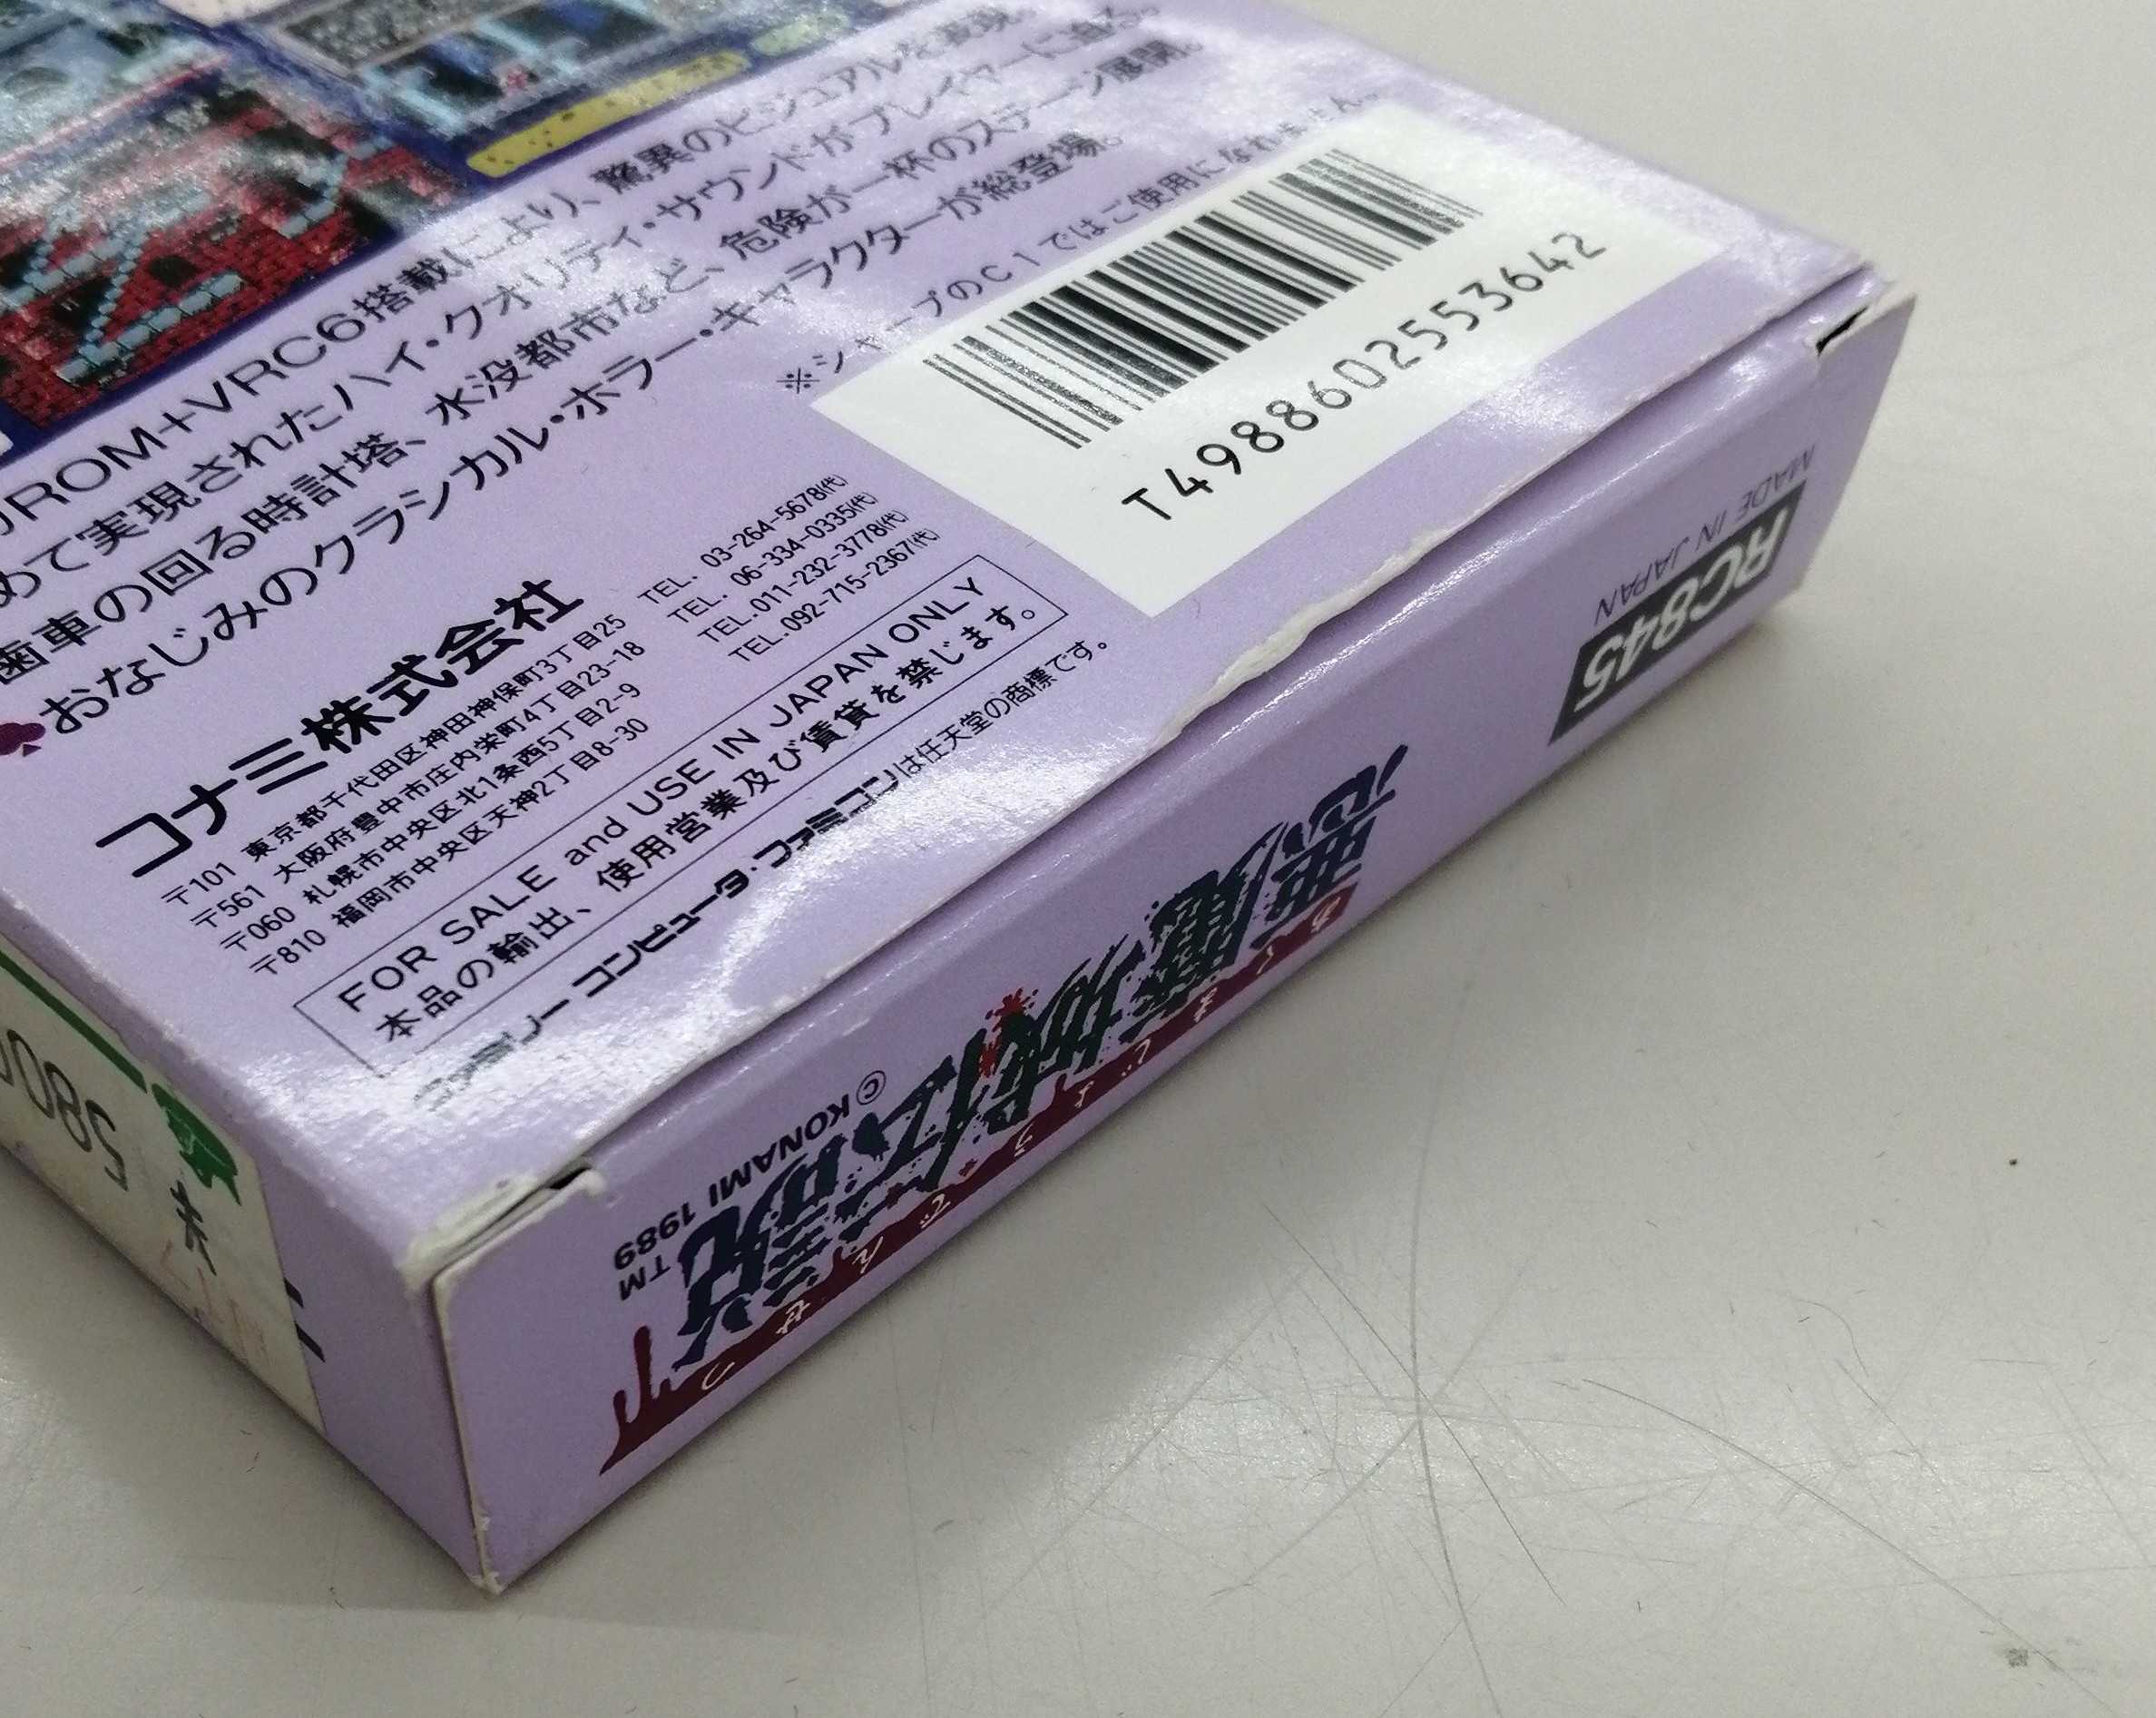 ROM+VRC6搭載により、驚異のビジュアルを表現。
めて実現されたハイ・クオリティ・サウンドがプレイヤーに迫る。
歯車の回る時計塔、水没都市など、危険が一杯のステージ展開。
おなじみのクラシカル・ホラー・キャラクターが総登場。
※シャープのC1ではご使用になれません。
T4988602553642
コナミ株式会社
〒101 東京都千代田区神田神保町3丁目25 TEL. 03-264-5678(代)
〒561 大阪府豊中市庄内栄町4丁目23-18 TEL. 06-334-0335(代)
〒060 札幌市中央区北1条西5丁目2-9 TEL.011-232-3778(代)
〒810 福岡市中央区天神2丁目8-30 TEL.092-715-2367(代)
FOR SALE and USE IN JAPAN ONLY
本品の輸出、使用営業及び賃貸を禁じます。
ファミリーコンピュータ・ファミコンは任天堂の商標です。
MADE IN JAPAN
RC845
悪魔城伝説
あくまじょうでんせつ
TM
© KONAMI 1989
580